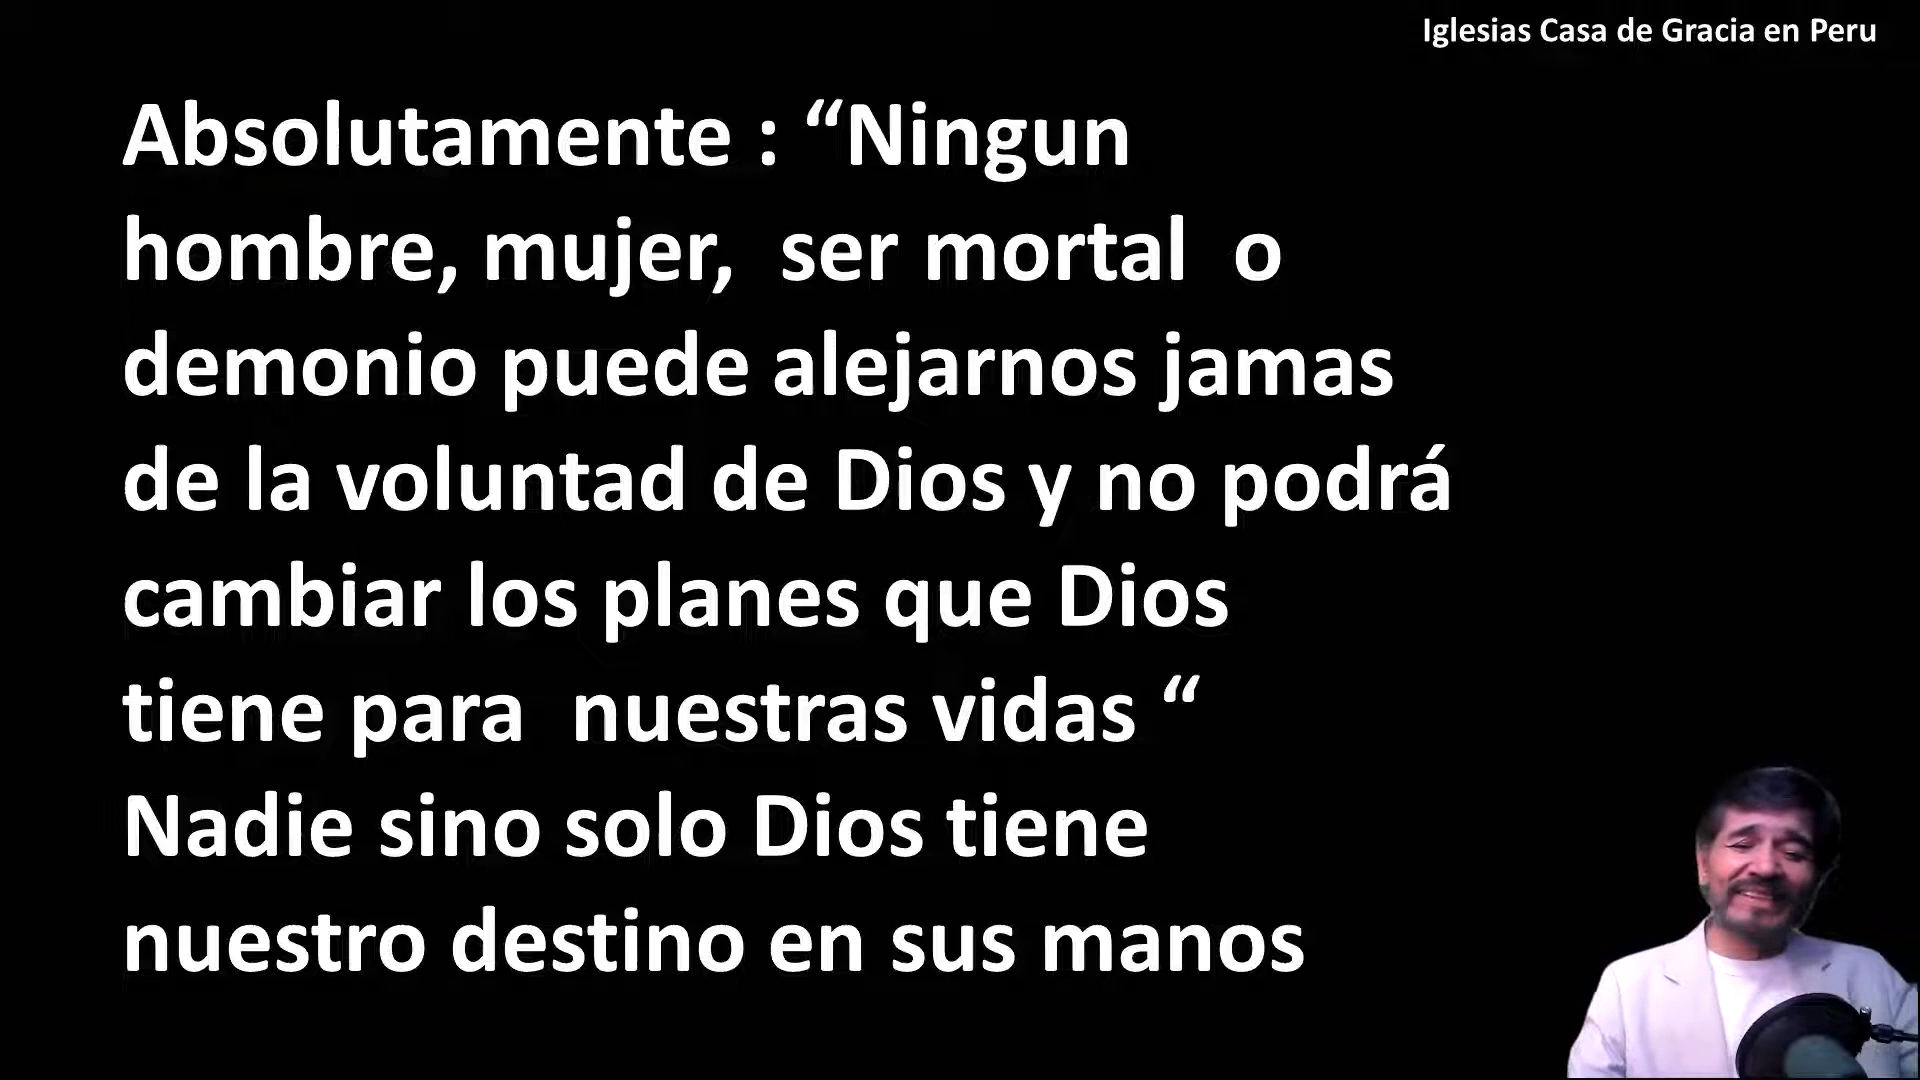 Iglesias Casa de Gracia en Peru
Absolutamente : “Ningun
hombre, mujer,  ser mortal  o
demonio puede alejarnos jamas
de la voluntad de Dios y no podrá
cambiar los planes que Dios
tiene para  nuestras vidas “
Nadie sino solo Dios tiene
nuestro destino en sus manos